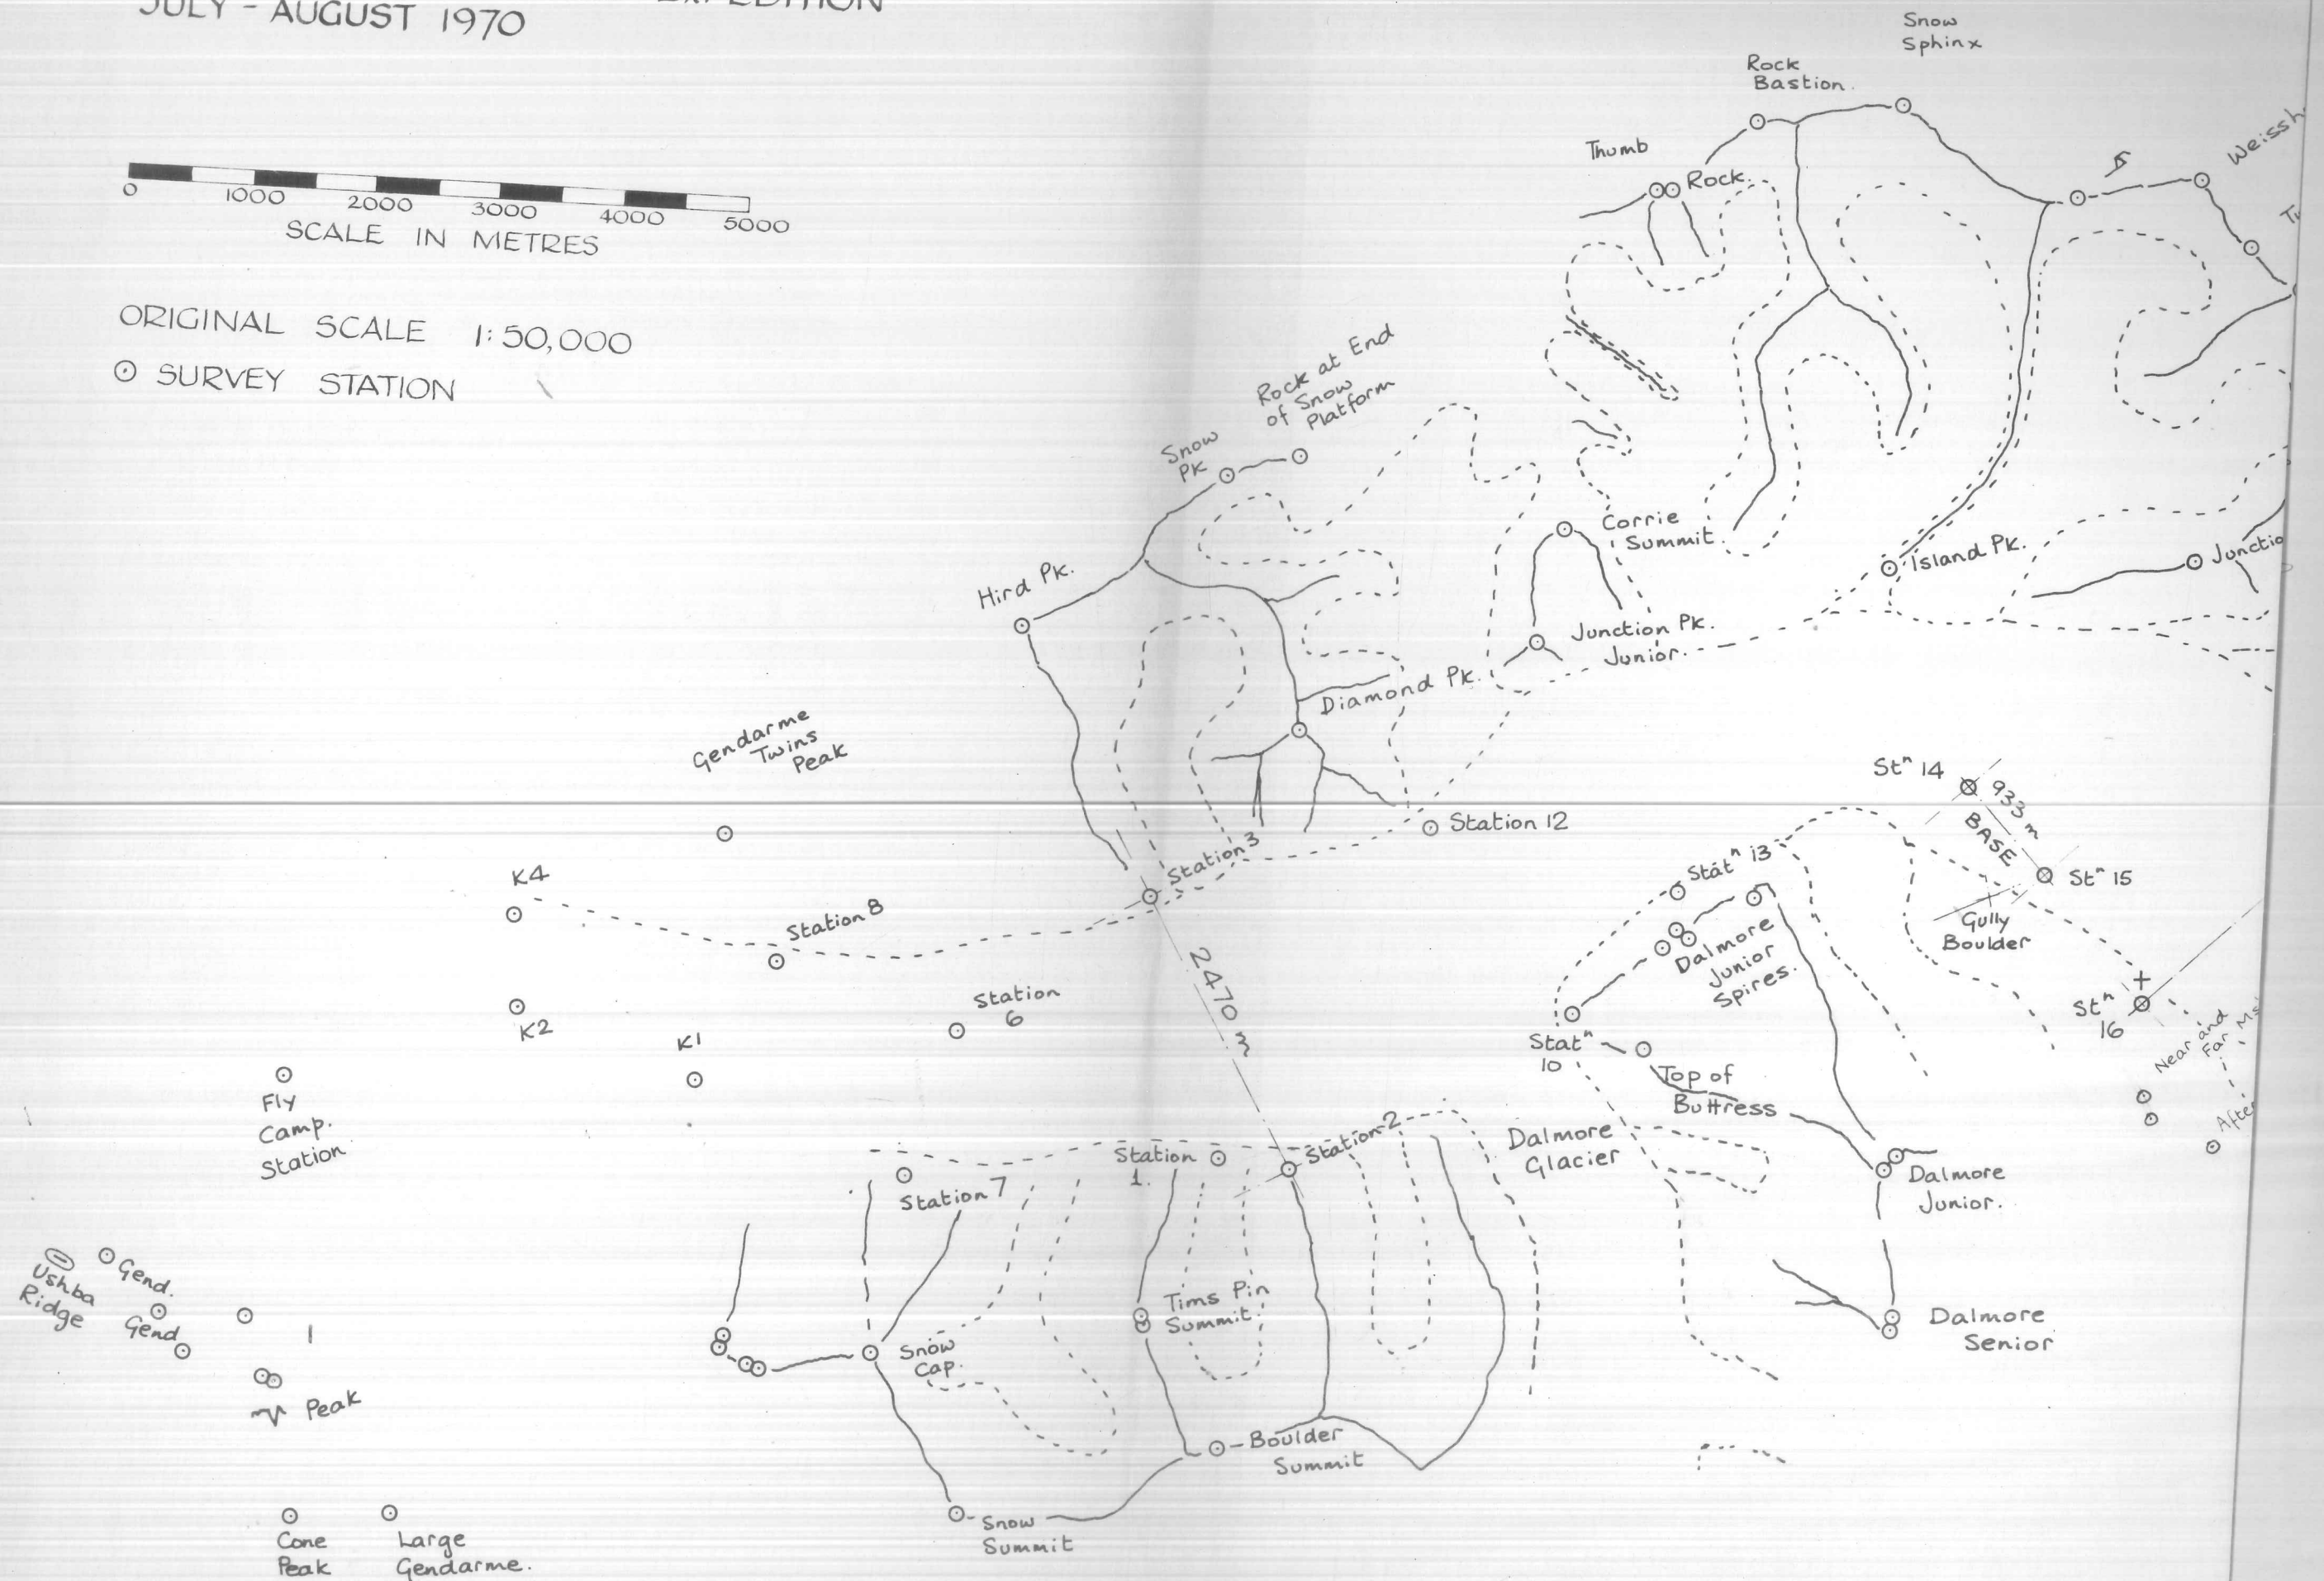 JULY - AUGUST 1970
EXPEDITION
0 1000 2000 3000 4000 5000
SCALE IN METRES
ORIGINAL SCALE 1:50,000
⊙ SURVEY STATION
Snow
Sphinx
Rock
Bastion.
Thumb
Rock.
Weissh
Rock at End
of Snow
Platform
Snow
Pk
Hird Pk.
Corrie
Summit.
Island Pk.
Junctio
Junction Pk.
Junior.
Diamond Pk.
Gendarme
Twins
Peak
Stⁿ 14
933 m
BASE
Stⁿ 15
Station 12
Station 3
Statⁿ 13
Gully
Boulder
K4
Station 8
Dalmore
Junior
Spires.
2470 m
Station
6
K2
K1
Stⁿ
16
Near and
Far Ms
After
Statⁿ
10
Top of
Buttress
Fly
Camp.
Station
Station
1.
Station 2
Dalmore
Glacier
Station 7
Dalmore
Junior.
Ushba
Ridge
Gend.
Gend
Tims Pin
Summit.
Dalmore
Senior
Snow
Cap.
Peak
Boulder
Summit
Snow
Summit
Cone
Peak
Large
Gendarme.